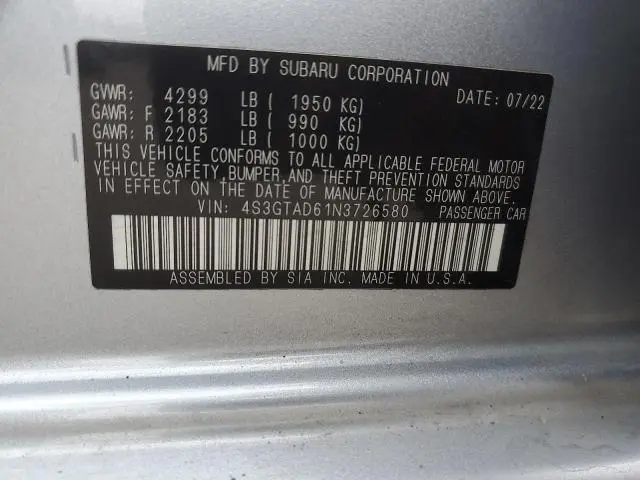 MFD BY SUBARU CORPORATION
GVWR: 4299 LB ( 1950 KG) DATE: 07/22
GAWR: F 2183 LB ( 990 KG)
GAWR: R 2205 LB ( 1000 KG)
THIS VEHICLE CONFORMS TO ALL APPLICABLE FEDERAL MOTOR
VEHICLE SAFETY, BUMPER, AND THEFT PREVENTION STANDARDS
IN EFFECT ON THE DATE OF MANUFACTURE SHOWN ABOVE.
VIN: 4S3GTAD61N3726580 PASSENGER CAR
ASSEMBLED BY SIA INC. MADE IN U.S.A.